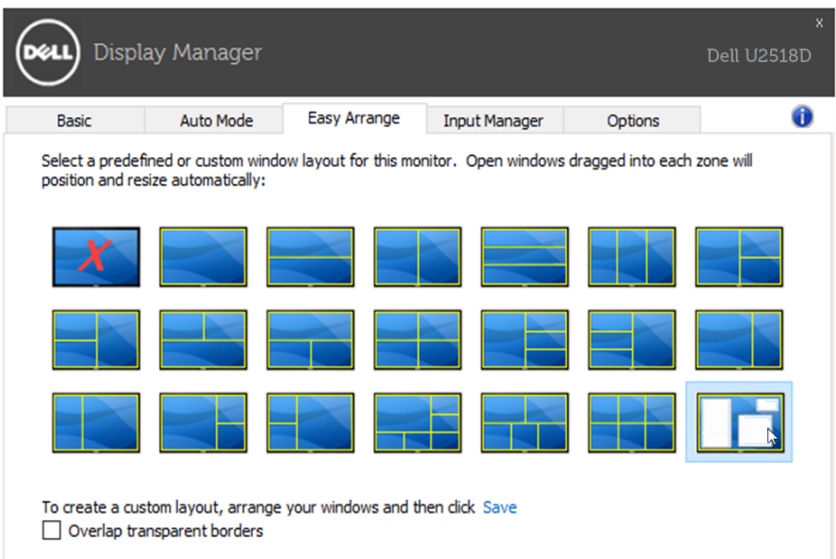 x
DELL Display Manager
Dell U2518D
Basic Auto Mode Easy Arrange Input Manager Options i
Select a predefined or custom window layout for this monitor. Open windows dragged into each zone will
position and resize automatically:
X
To create a custom layout, arrange your windows and then click Save
Overlap transparent borders